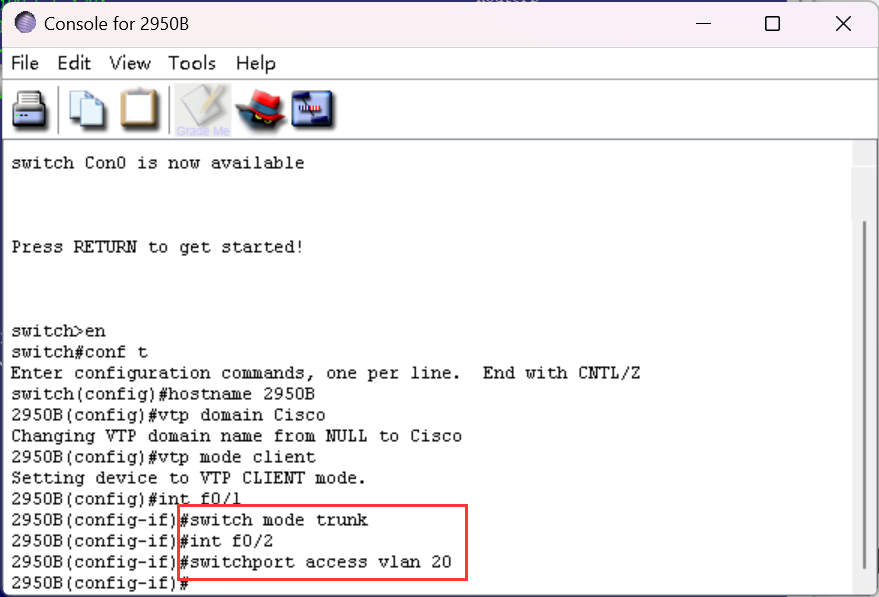 Console for 2950B
File Edit View Tools Help
Grade Me
switch Con0 is now available
Press RETURN to get started!
switch>en
switch#conf t
Enter configuration commands, one per line.  End with CNTL/Z
switch(config)#hostname 2950B
2950B(config)#vtp domain Cisco
Changing VTP domain name from NULL to Cisco
2950B(config)#vtp mode client
Setting device to VTP CLIENT mode.
2950B(config)#int f0/1
2950B(config-if)#switch mode trunk
2950B(config-if)#int f0/2
2950B(config-if)#switchport access vlan 20
2950B(config-if)#